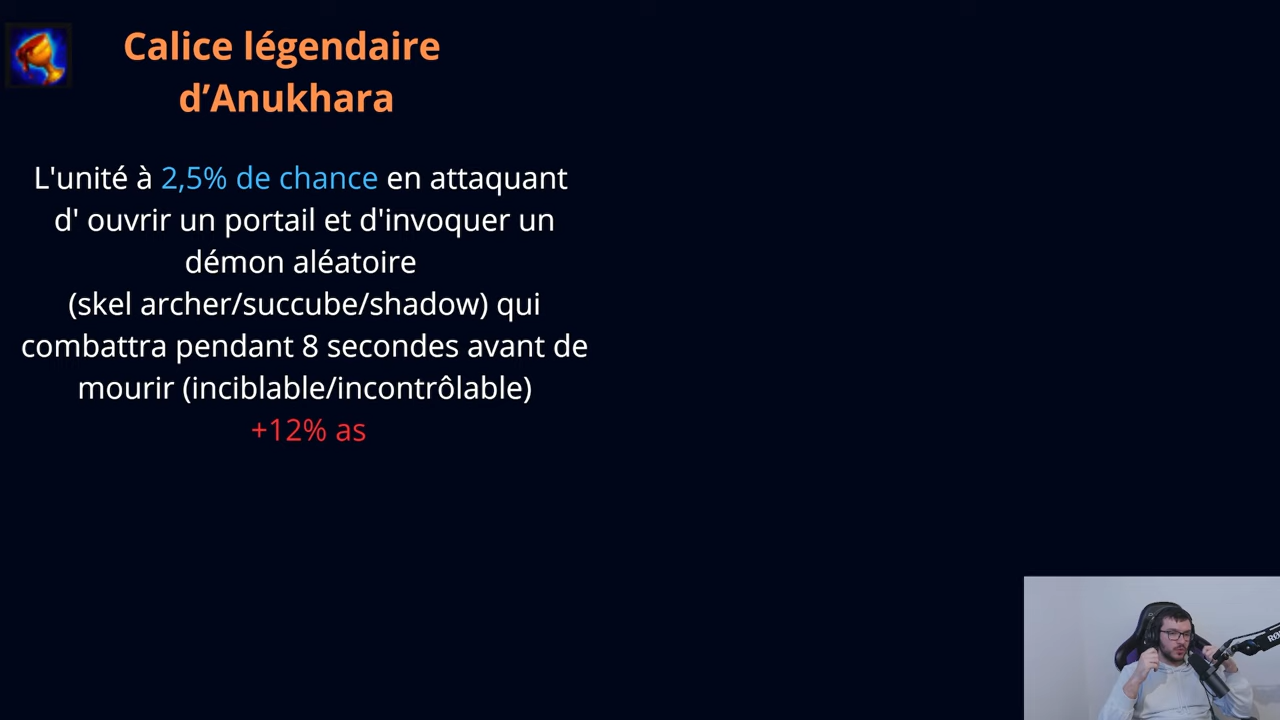 Calice légendaire
d’Anukhara
L'unité à 2,5% de chance en attaquant
d' ouvrir un portail et d'invoquer un
démon aléatoire
(skel archer/succube/shadow) qui
combattra pendant 8 secondes avant de
mourir (inciblable/incontrôlable)
+12% as